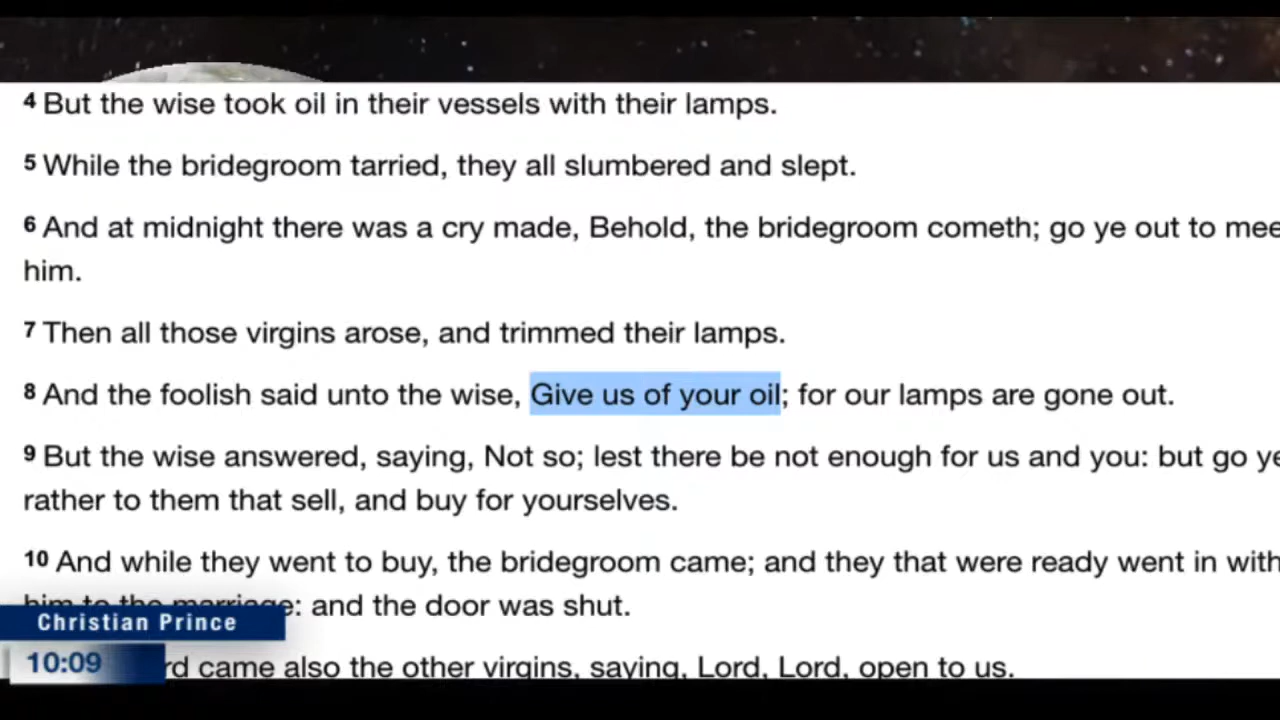 4 But the wise took oil in their vessels with their lamps.
5 While the bridegroom tarried, they all slumbered and slept.
6 And at midnight there was a cry made, Behold, the bridegroom cometh; go ye out to mee
him.
7 Then all those virgins arose, and trimmed their lamps.
8 And the foolish said unto the wise, Give us of your oil; for our lamps are gone out.
9 But the wise answered, saying, Not so; lest there be not enough for us and you: but go ye
rather to them that sell, and buy for yourselves.
10 And while they went to buy, the bridegroom came; and they that were ready went in with
him to the marriage: and the door was shut.
Christian Prince
10:09
rd came also the other virgins, saying, Lord, Lord, open to us.